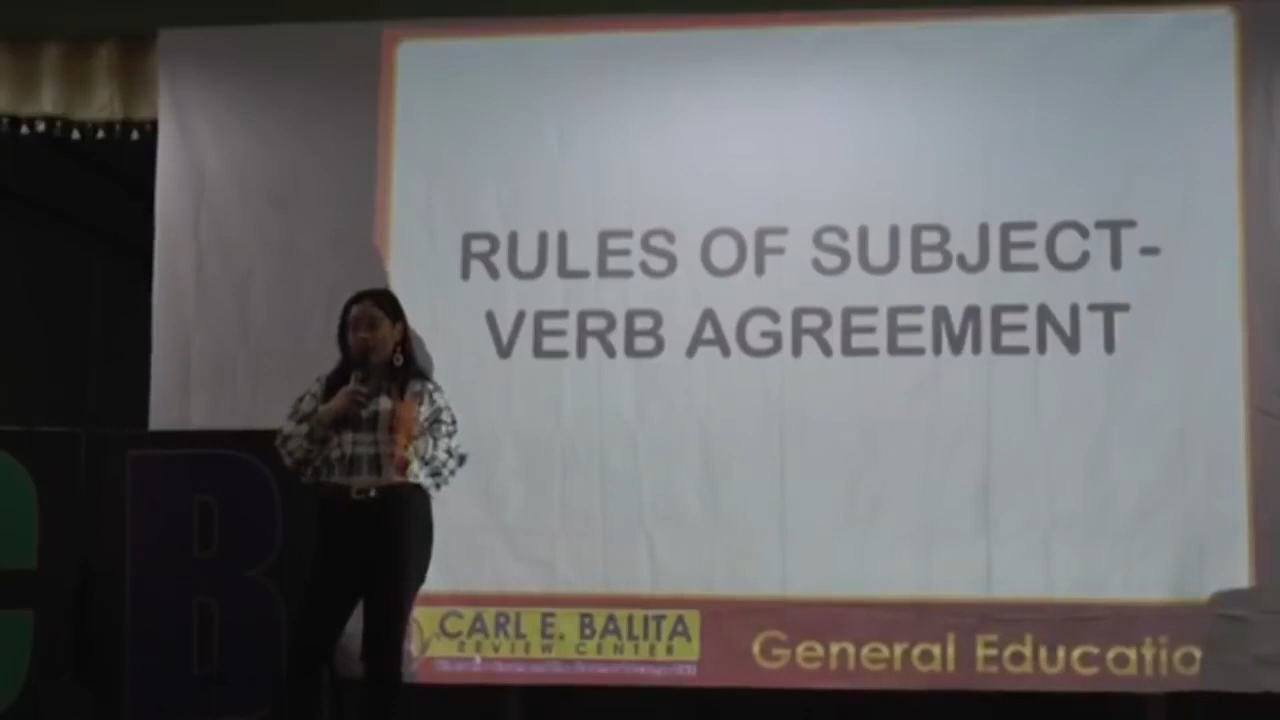 RULES OF SUBJECT-
VERB AGREEMENT
CARL E. BALITA
REVIEW CENTER
General Educatio
C B